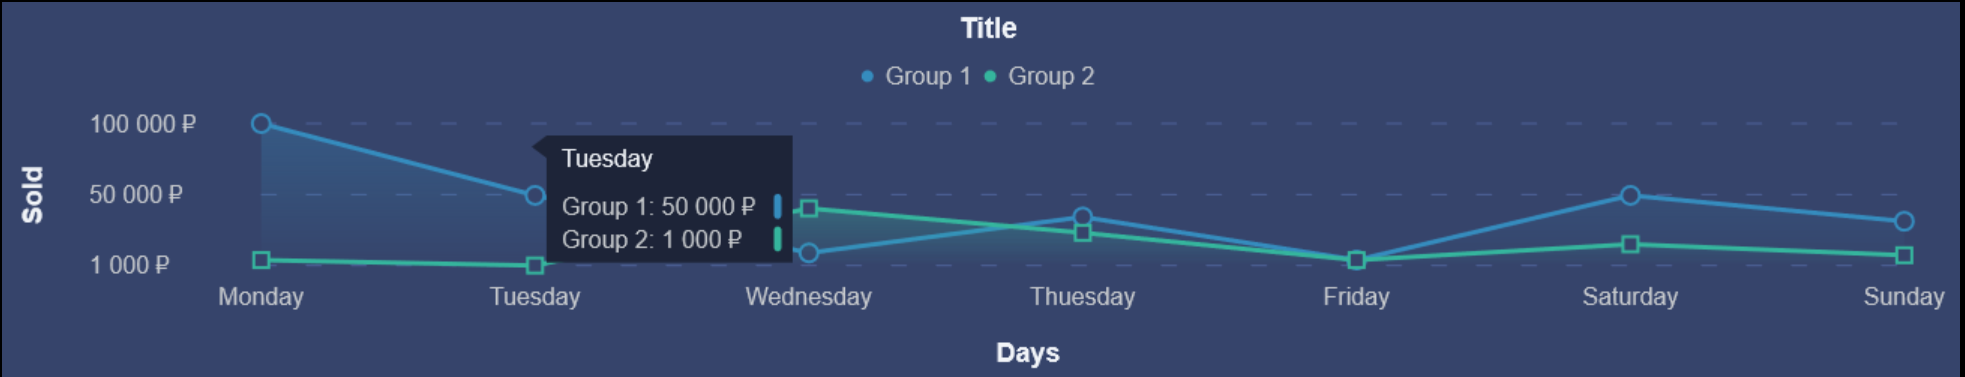 Title
Group 1 Group 2
Sold
100 000 ₽
50 000 ₽
1 000 ₽
Tuesday
Group 1: 50 000 ₽
Group 2: 1 000 ₽
Monday Tuesday Wednesday Thuesday Friday Saturday Sunday
Days